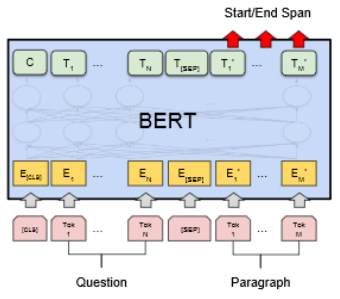 Start/End Span
C T1 ... TN T[SEP] T1' ... TM'
BERT
E[CLS] E1 ... EN E[SEP] E1' ... EM'
[CLS] Tok 1 ... Tok N [SEP] Tok 1 ... Tok M
Question Paragraph